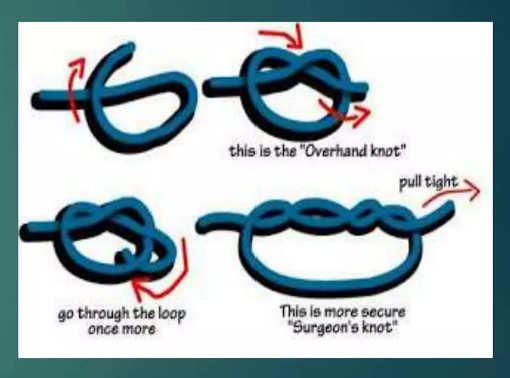 this is the "Overhand knot"
pull tight
go through the loop
once more
This is more secure
"Surgeon's knot"